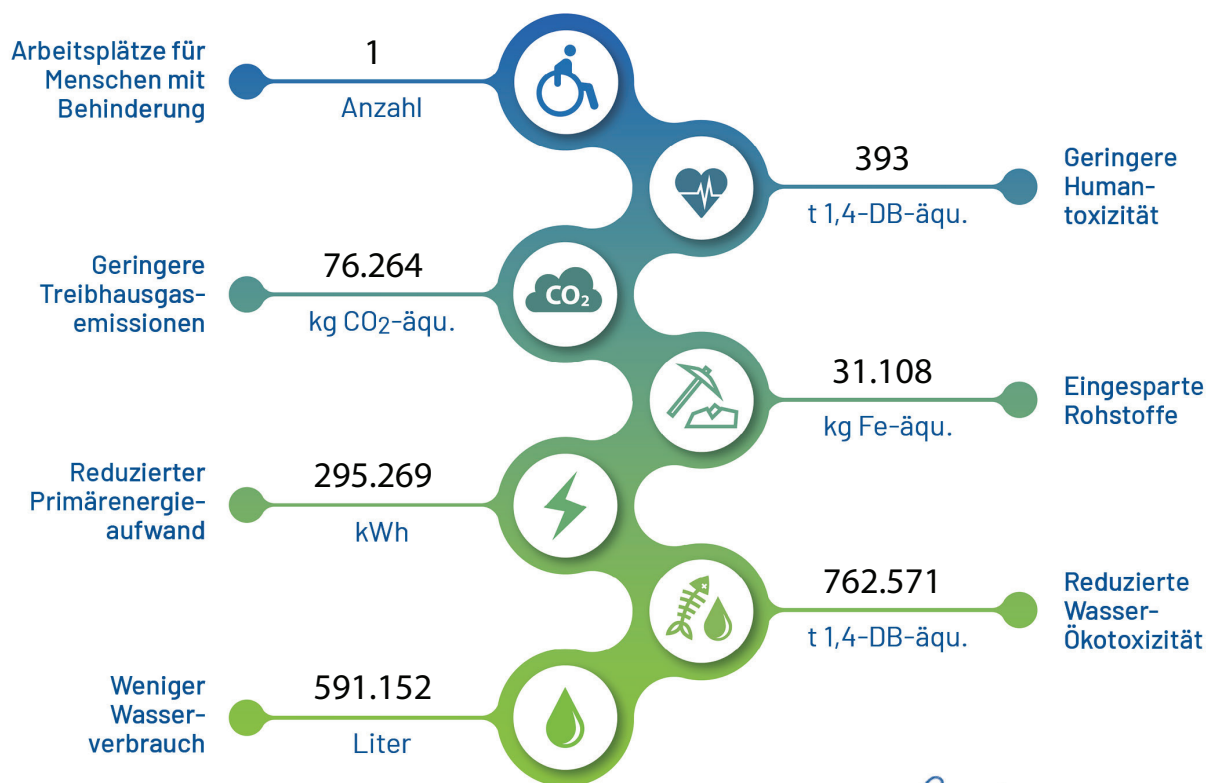 Arbeitsplätze für
Menschen mit
Behinderung
1
Anzahl
393
t 1,4-DB-äqu.
Geringere
Human-
toxizität
Geringere
Treibhausgas-
emissionen
76.264
kg CO2-äqu.
CO2
31.108
kg Fe-äqu.
Eingesparte
Rohstoffe
Reduzierter
Primärenergie-
aufwand
295.269
kWh
762.571
t 1,4-DB-äqu.
Reduzierte
Wasser-
Ökotoxizität
Weniger
Wasser-
verbrauch
591.152
Liter